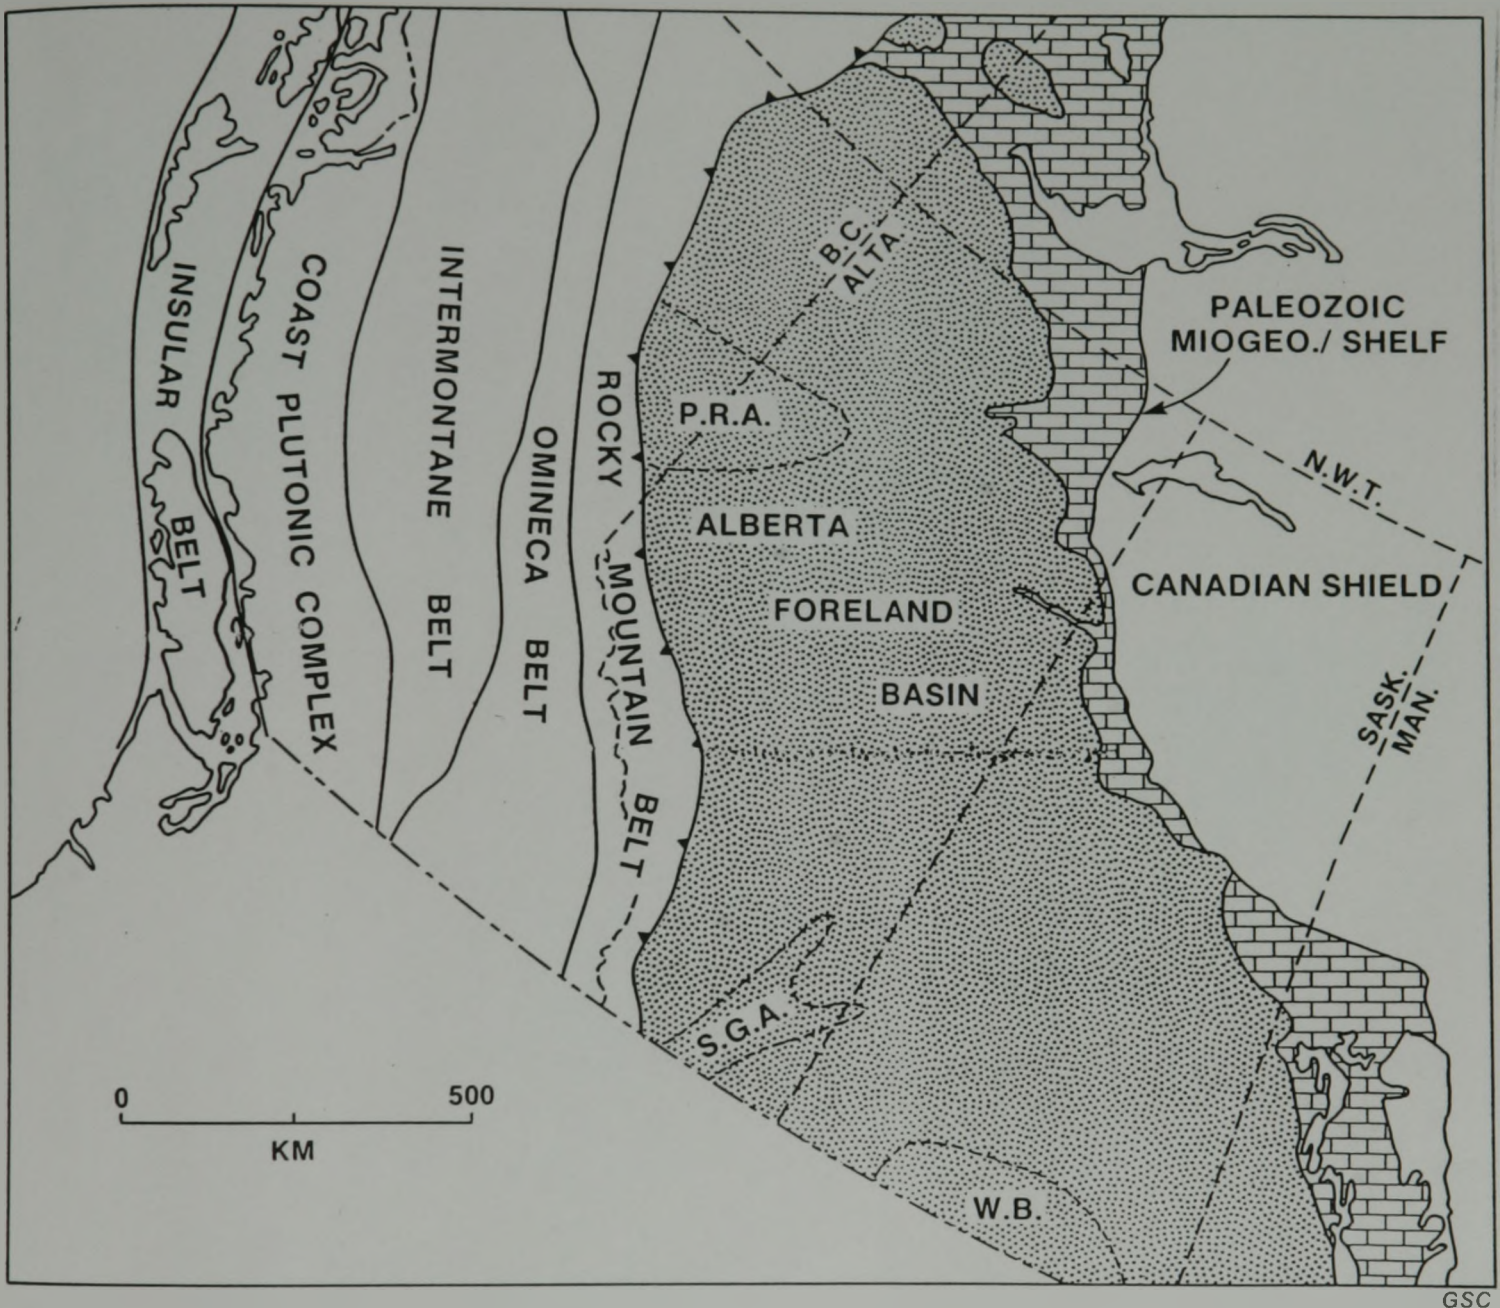 B.C.
ALTA.
INSULAR
BELT
COAST PLUTONIC COMPLEX
INTERMONTANE BELT
OMINECA BELT
ROCKY
MOUNTAIN
BELT
PALEOZOIC
MIOGEO./ SHELF
P.R.A.
N.W.T.
ALBERTA
CANADIAN SHIELD
FORELAND
BASIN
SASK.
MAN.
S.G.A.
0 500
KM
W.B.
GSC